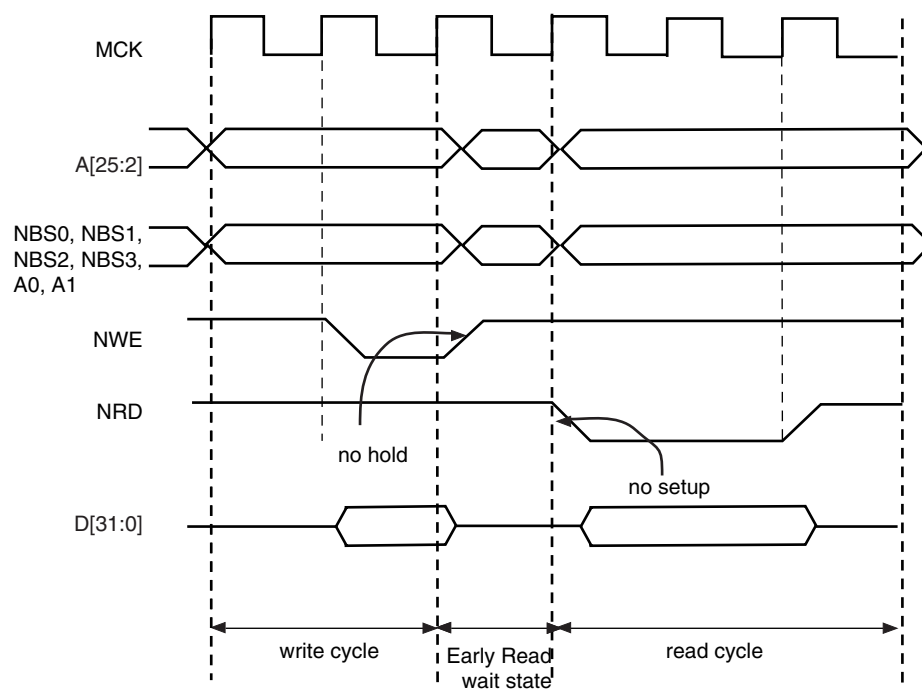 MCK
A[25:2]
NBS0, NBS1,
NBS2, NBS3,
A0, A1
NWE
NRD
no hold
no setup
D[31:0]
write cycle
Early Read
wait state
read cycle